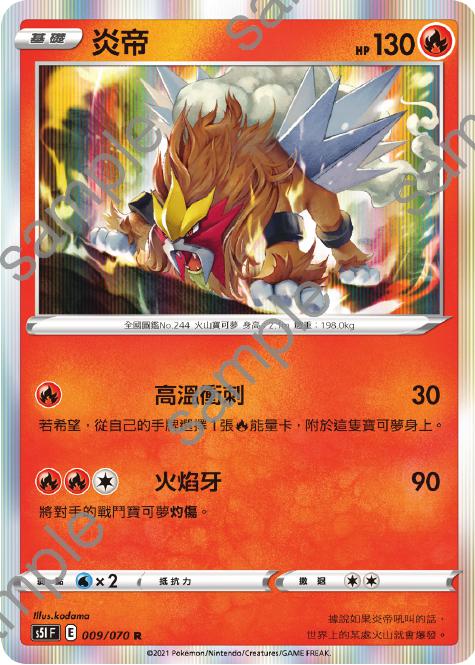 sample
基礎 炎帝 HP 130
全國圖鑑No.244 火山寶可夢 身高：2.1m 體重：198.0kg
高溫衝刺 30
若希望，從自己的手牌選擇1張能量卡，附於這隻寶可夢身上。
火焰牙 90
將對手的戰鬥寶可夢灼傷。
弱點 ×2 抵抗力 撤退
Illus.kodama
s5I F E 009/070 R
據說如果炎帝吼叫的話，
世界上的某處火山就會爆發。
©2021 Pokémon/Nintendo/Creatures/GAME FREAK.